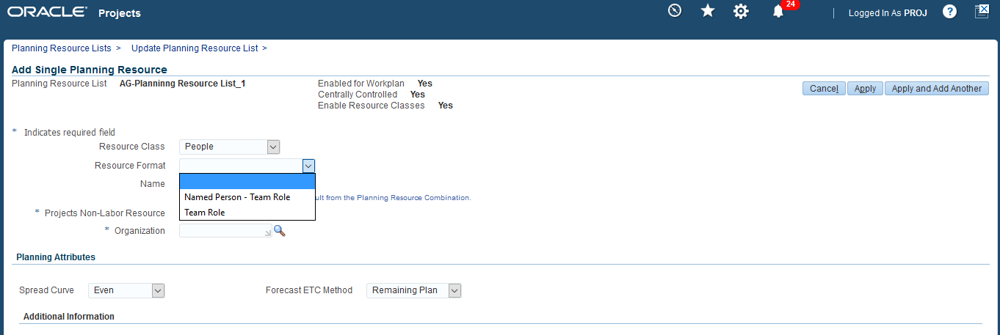 ORACLE® Projects 24 Logged In As PROJ ?
Planning Resource Lists > Update Planning Resource List >
Add Single Planning Resource
Planning Resource List AG-Planninng Resource List_1 Enabled for Workplan Yes
Centrally Controlled Yes
Enable Resource Classes Yes
Cancel Apply Apply and Add Another
* Indicates required field
Resource Class People
Resource Format
Name
Named Person - Team Role ult from the Planning Resource Combination.
* Projects Non-Labor Resource Team Role
* Organization
Planning Attributes
Spread Curve Even Forecast ETC Method Remaining Plan
Additional Information